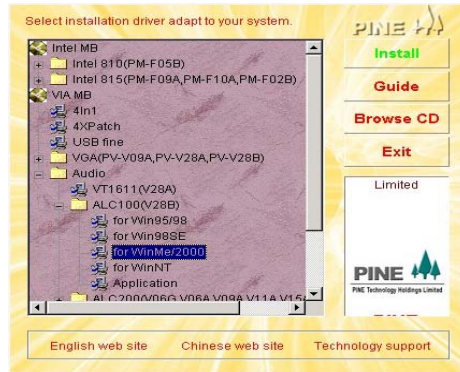 Select installation driver adapt to your system.
PINE
Intel MB
Intel 810(PM-F05B)
Intel 815(PM-F09A,PM-F10A,PM-F02B)
VIA MB
4In1
4XPatch
USB fine
VGA(PV-V09A,PV-V28A,PV-V28B)
Audio
VT1611(V28A)
ALC100(V28B)
for Win95/98
for Win98SE
for WinMe/2000
for WinNT
Application
Install
Guide
Browse CD
Exit
Limited
PINE
PINE Technology Holdings Limited
English web site
Chinese web site
Technology support